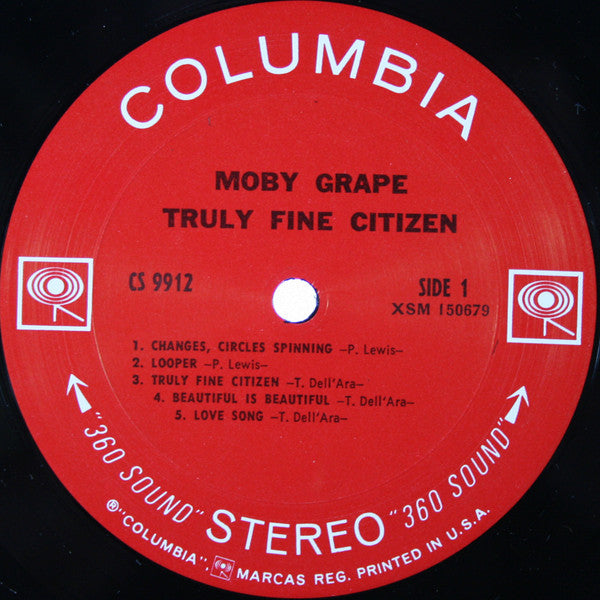 COLUMBIA
MOBY GRAPE
TRULY FINE CITIZEN
CS 9912
SIDE 1
XSM 150679
1. CHANGES, CIRCLES SPINNING –P. Lewis–
2. LOOPER –P. Lewis–
3. TRULY FINE CITIZEN –T. Dell'Ara–
4. BEAUTIFUL IS BEAUTIFUL –T. Dell'Ara–
5. LOVE SONG –T. Dell'Ara–
"360 SOUND" STEREO "360 SOUND"
®"COLUMBIA", MARCAS REG. PRINTED IN U.S.A.